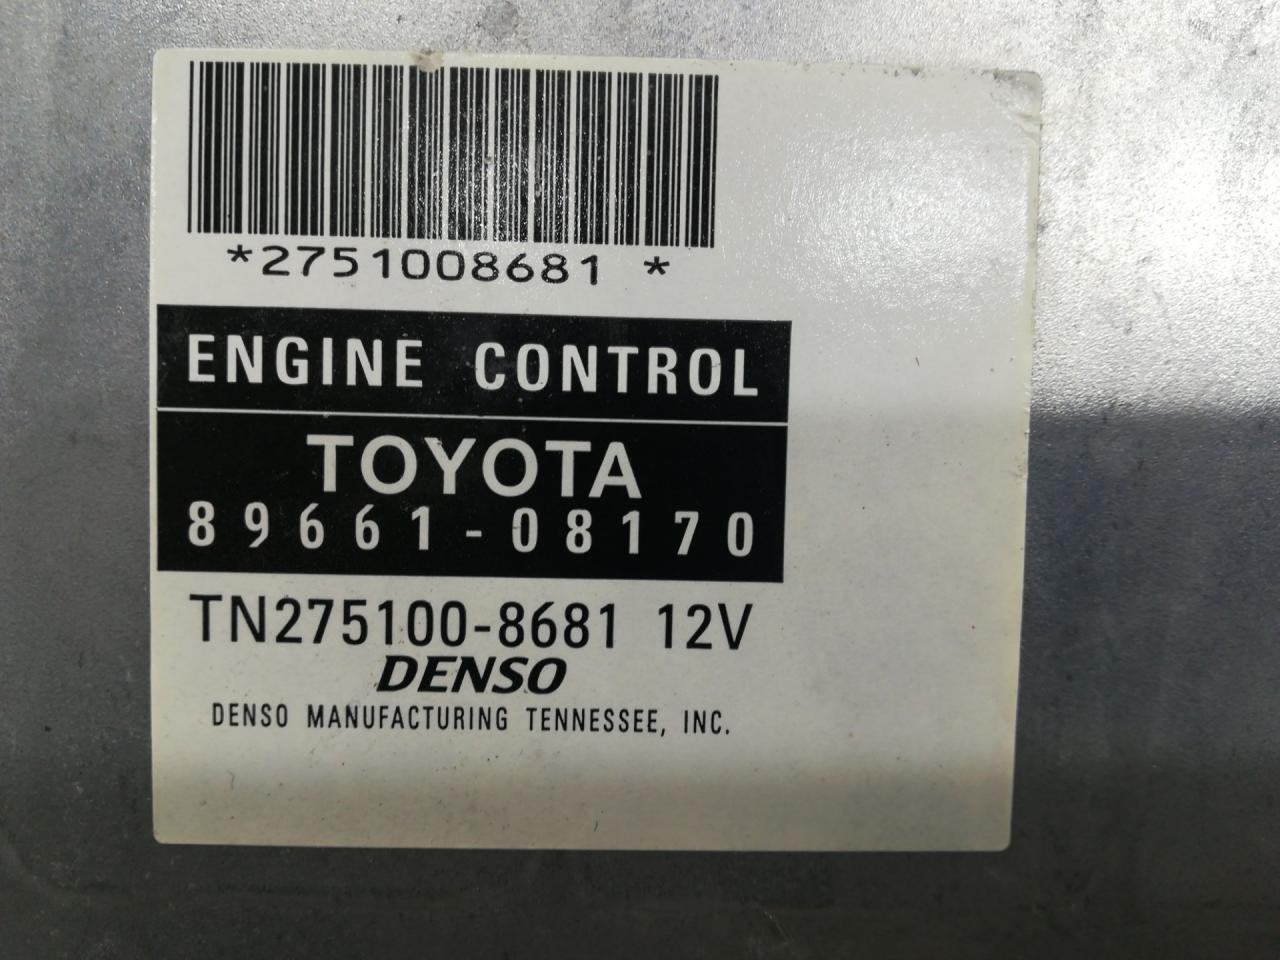 *2751008681 *
ENGINE CONTROL
TOYOTA
89661-08170
TN275100-8681 12V
DENSO
DENSO MANUFACTURING TENNESSEE, INC.